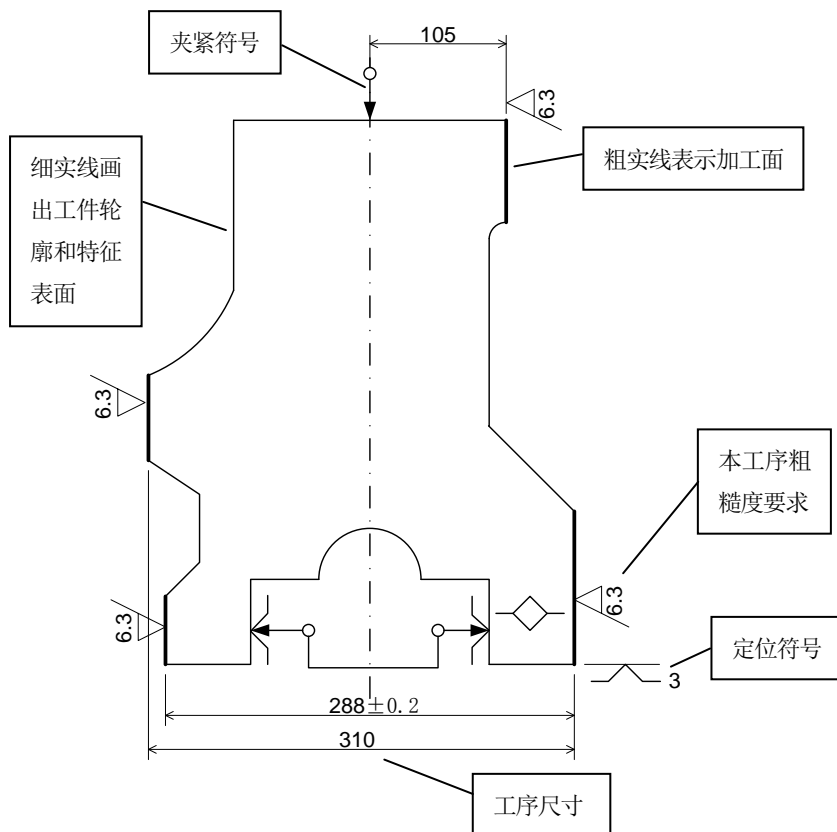 夹紧符号
105
6.3
细实线画
出工件轮
廓和特征
表面
粗实线表示加工面
6.3
本工序粗
糙度要求
6.3
6.3
定位符号
3
288±0.2
310
工序尺寸